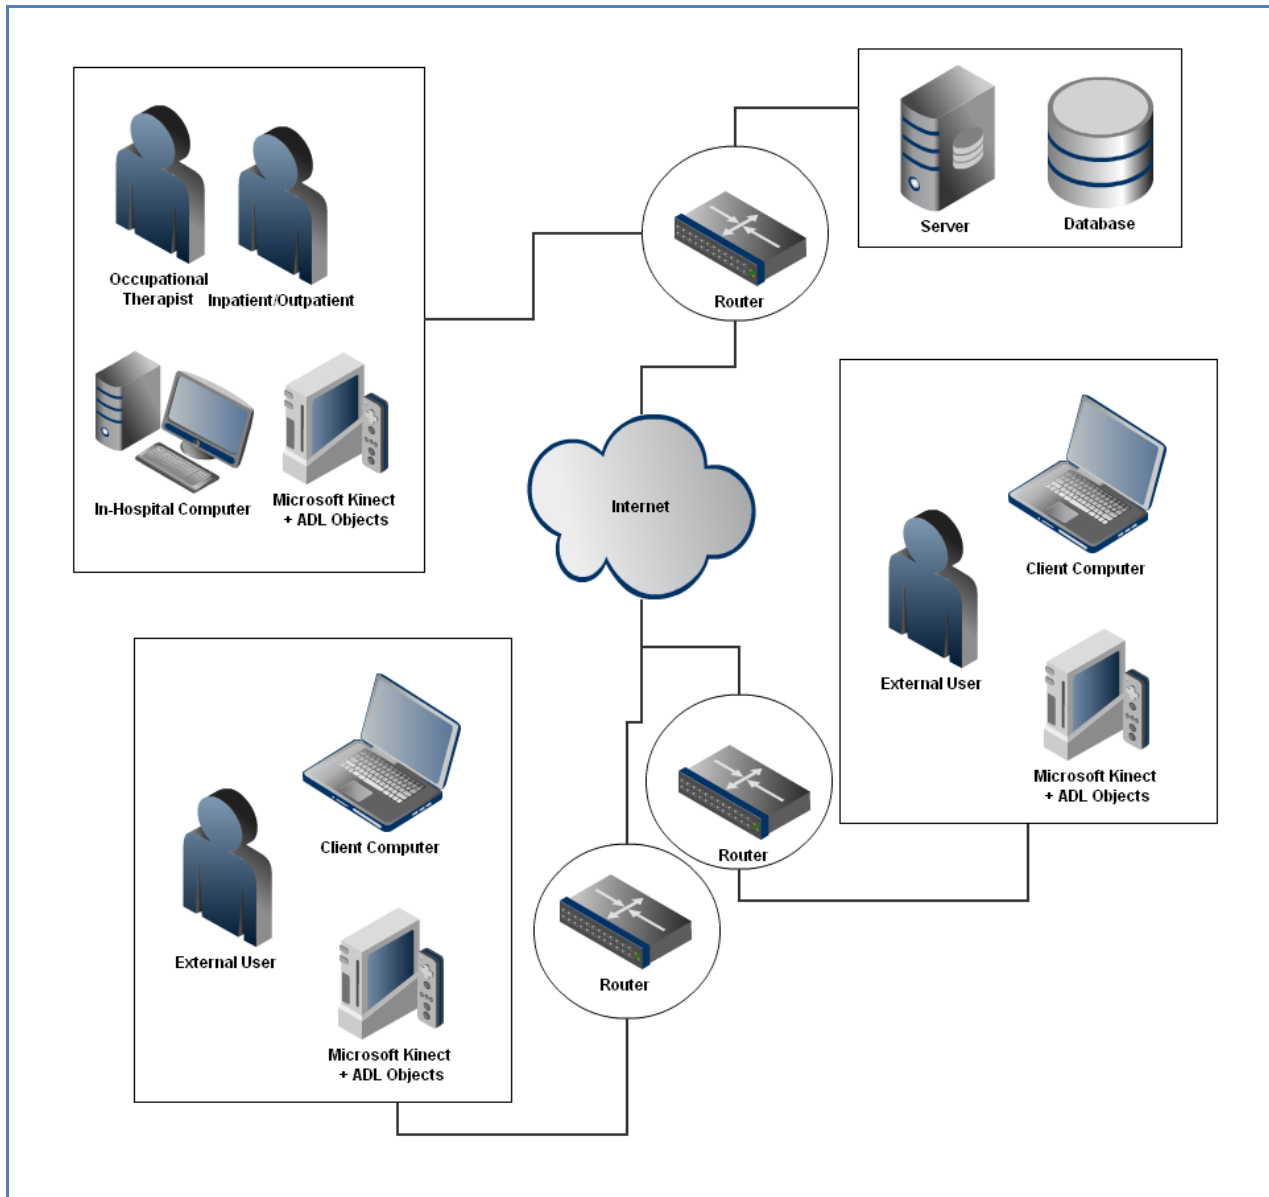 Occupational
Therapist
Inpatient/Outpatient
In-Hospital Computer
Microsoft Kinect
+ ADL Objects
Router
Server
Database
Internet
Client Computer
External User
Microsoft Kinect
+ ADL Objects
Router
Client Computer
External User
Microsoft Kinect
+ ADL Objects
Router